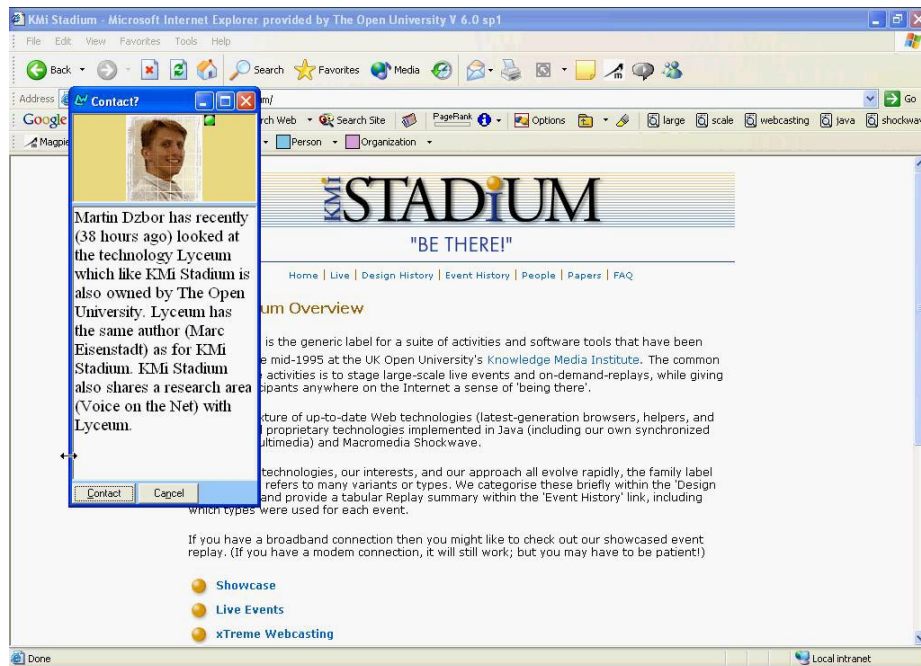 KMi Stadium - Microsoft Internet Explorer provided by The Open University V 6.0 sp1
File Edit View Favorites Tools Help
Back Search Favorites Media
Address um/ Go
Google rch Web Search Site PageRank Options large scale webcasting java shockwav
Magpie Person Organization
Contact?
Martin Dzbor has recently
(38 hours ago) looked at
the technology Lyceum
which like KMi Stadium is
also owned by The Open
University. Lyceum has
the same author (Marc
Eisenstadt) as for KMi
Stadium. KMi Stadium
also shares a research area
(Voice on the Net) with
Lyceum.
Contact Cancel
KMi STADiUM
"BE THERE!"
Home | Live | Design History | Event History | People | Papers | FAQ
um Overview
is the generic label for a suite of activities and software tools that have been
e mid-1995 at the UK Open University's Knowledge Media Institute. The common
activities is to stage large-scale live events and on-demand-replays, while giving
cipants anywhere on the Internet a sense of 'being there'.
xture of up-to-date Web technologies (latest-generation browsers, helpers, and
proprietary technologies implemented in Java (including our own synchronized
ultimedia) and Macromedia Shockwave.
technologies, our interests, and our approach all evolve rapidly, the family label
refers to many variants or types. We categorise these briefly within the 'Design
and provide a tabular Replay summary within the 'Event History' link, including
which types were used for each event.
If you have a broadband connection then you might like to check out our showcased event
replay. (If you have a modem connection, it will still work; but you may have to be patient!)
Showcase
Live Events
xTreme Webcasting
Done Local intranet